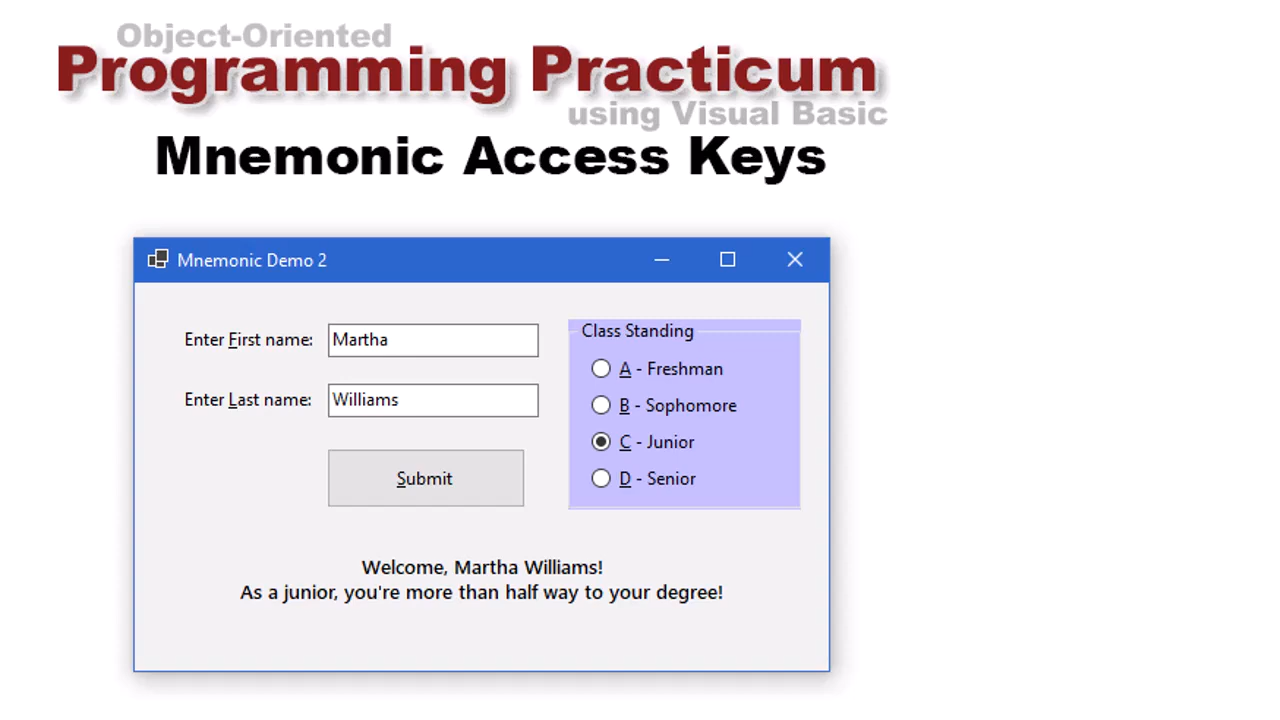 Object-Oriented
Programming Practicum
using Visual Basic
Mnemonic Access Keys
Mnemonic Demo 2
Enter First name: Martha
Enter Last name: Williams
Submit
Class Standing
A - Freshman
B - Sophomore
C - Junior
D - Senior
Welcome, Martha Williams!
As a junior, you're more than half way to your degree!